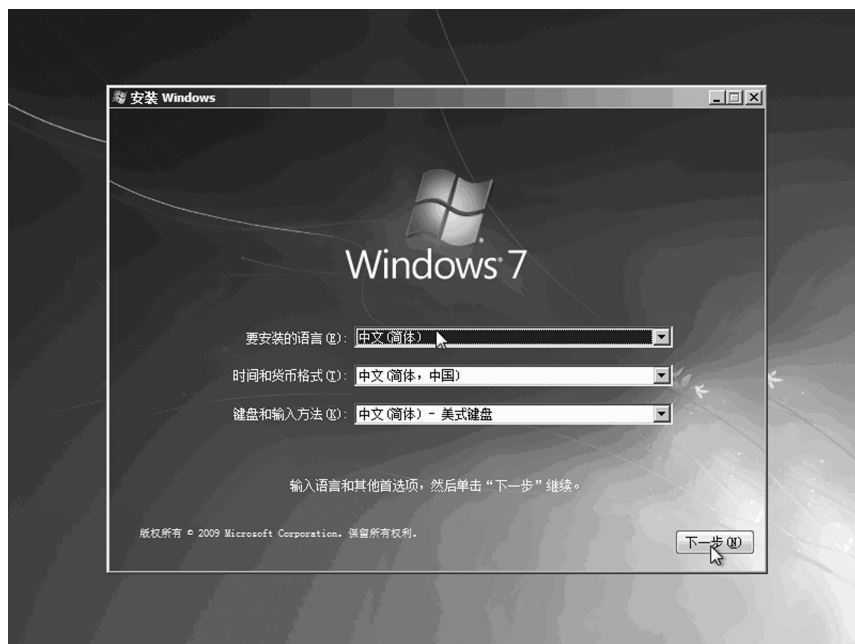 安装 Windows
Windows 7
要安装的语言(E): 中文(简体)
时间和货币格式(T): 中文(简体，中国)
键盘和输入方法(K): 中文(简体) - 美式键盘
输入语言和其他首选项，然后单击“下一步”继续。
版权所有 © 2009 Microsoft Corporation。保留所有权利。
下一步(N)